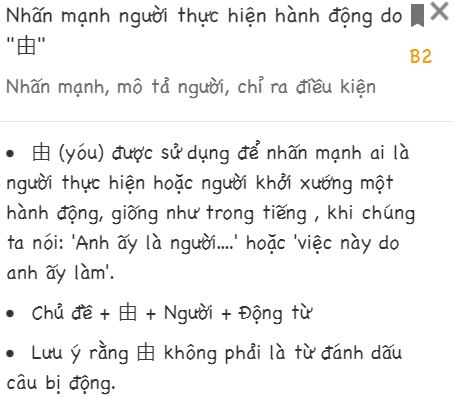 Nhấn mạnh người thực hiện hành động do
"由"
B2
Nhấn mạnh, mô tả người, chỉ ra điều kiện
• 由 (yóu) được sử dụng để nhấn mạnh ai là
người thực hiện hoặc người khởi xướng một
hành động, giống như trong tiếng , khi chúng
ta nói: 'Anh ấy là người....' hoặc 'việc này do
anh ấy làm'.
• Chủ đề + 由 + Người + Động từ
• Lưu ý rằng 由 không phải là từ đánh dấu
câu bị động.